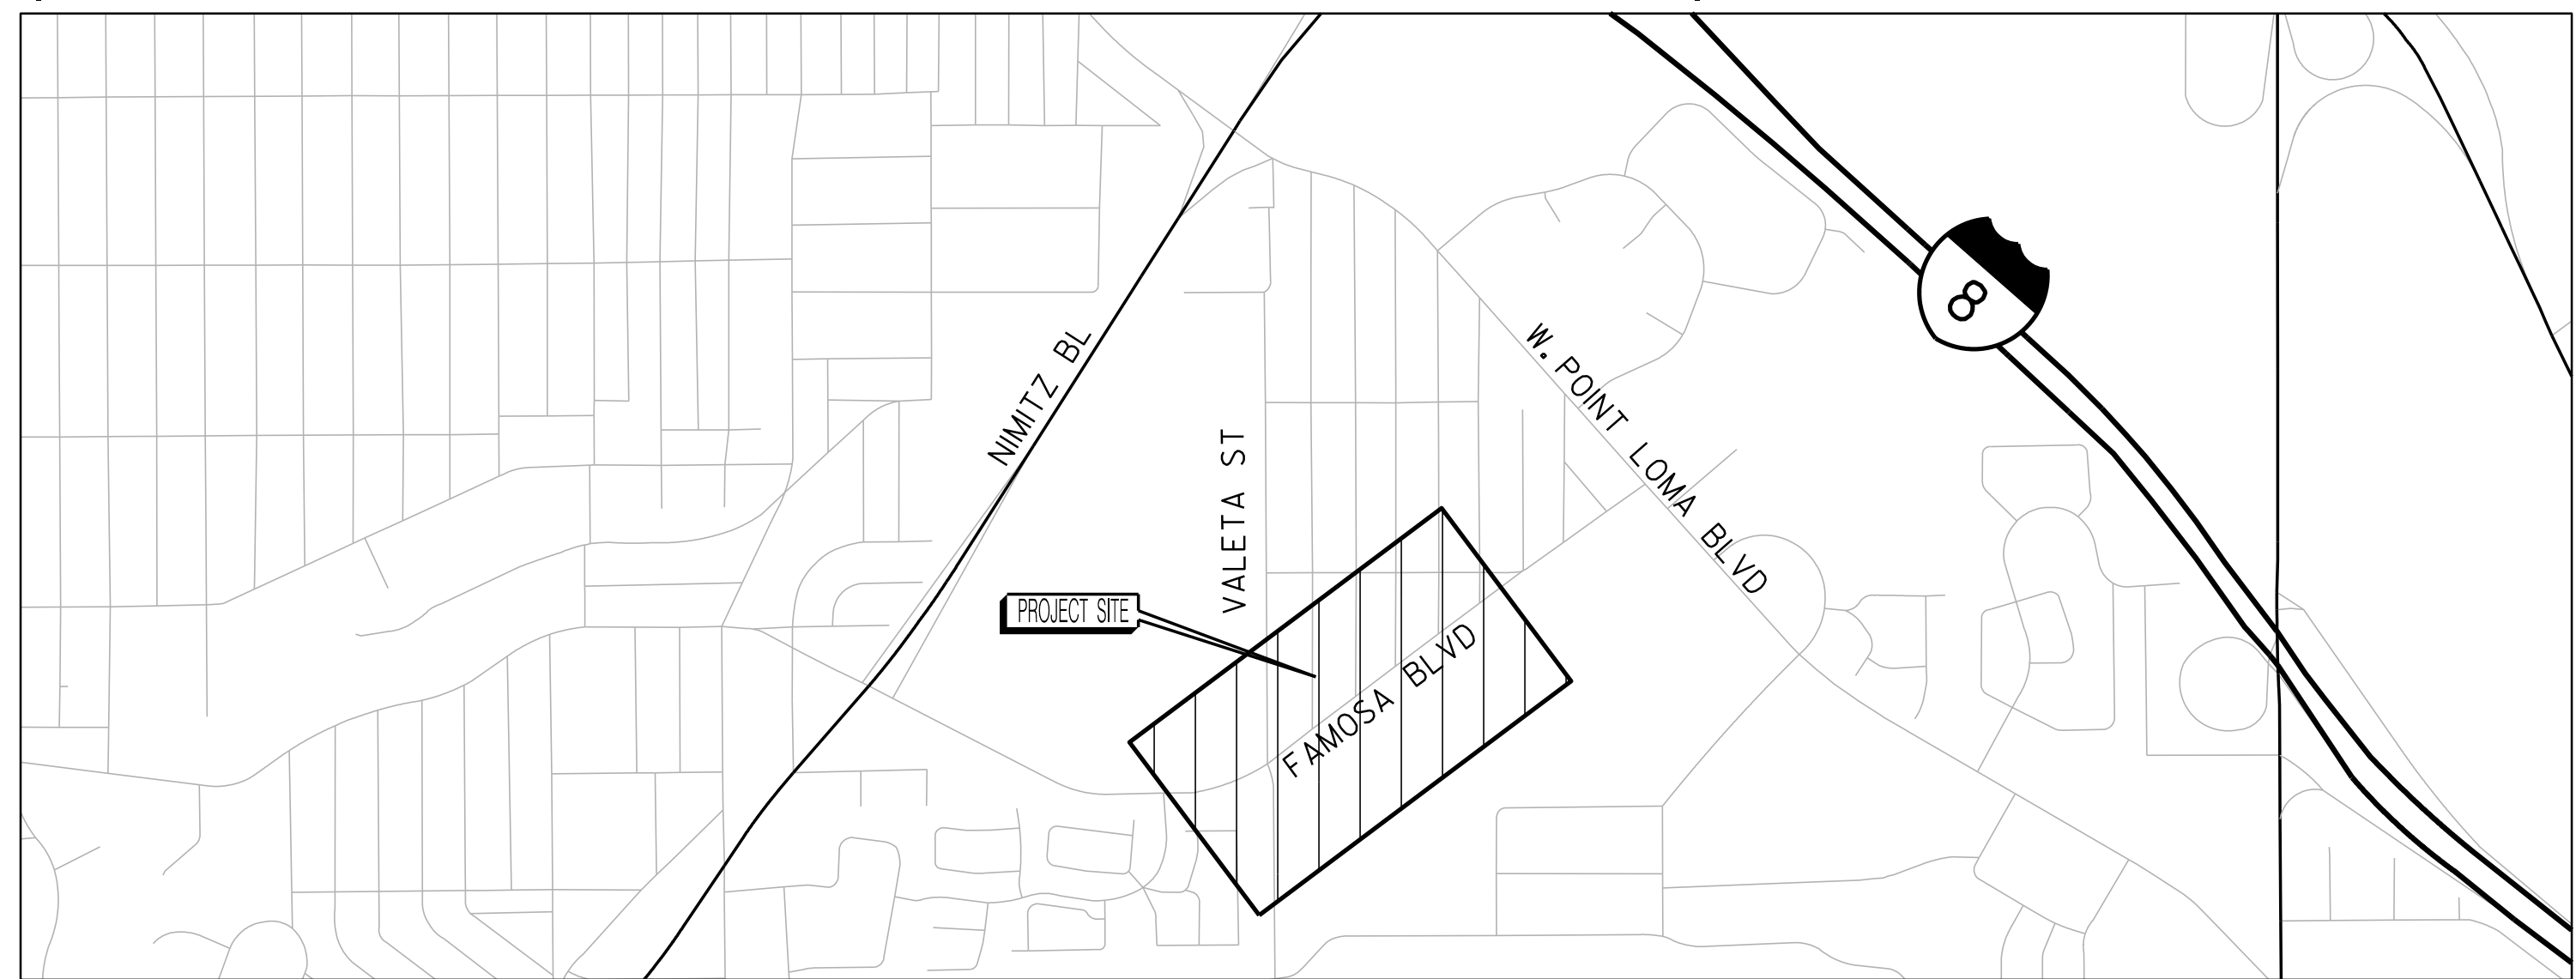 8
NIMITZ BL
W. POINT LOMA BLVD
VALETA ST
PROJECT SITE
FAMOSA BLVD